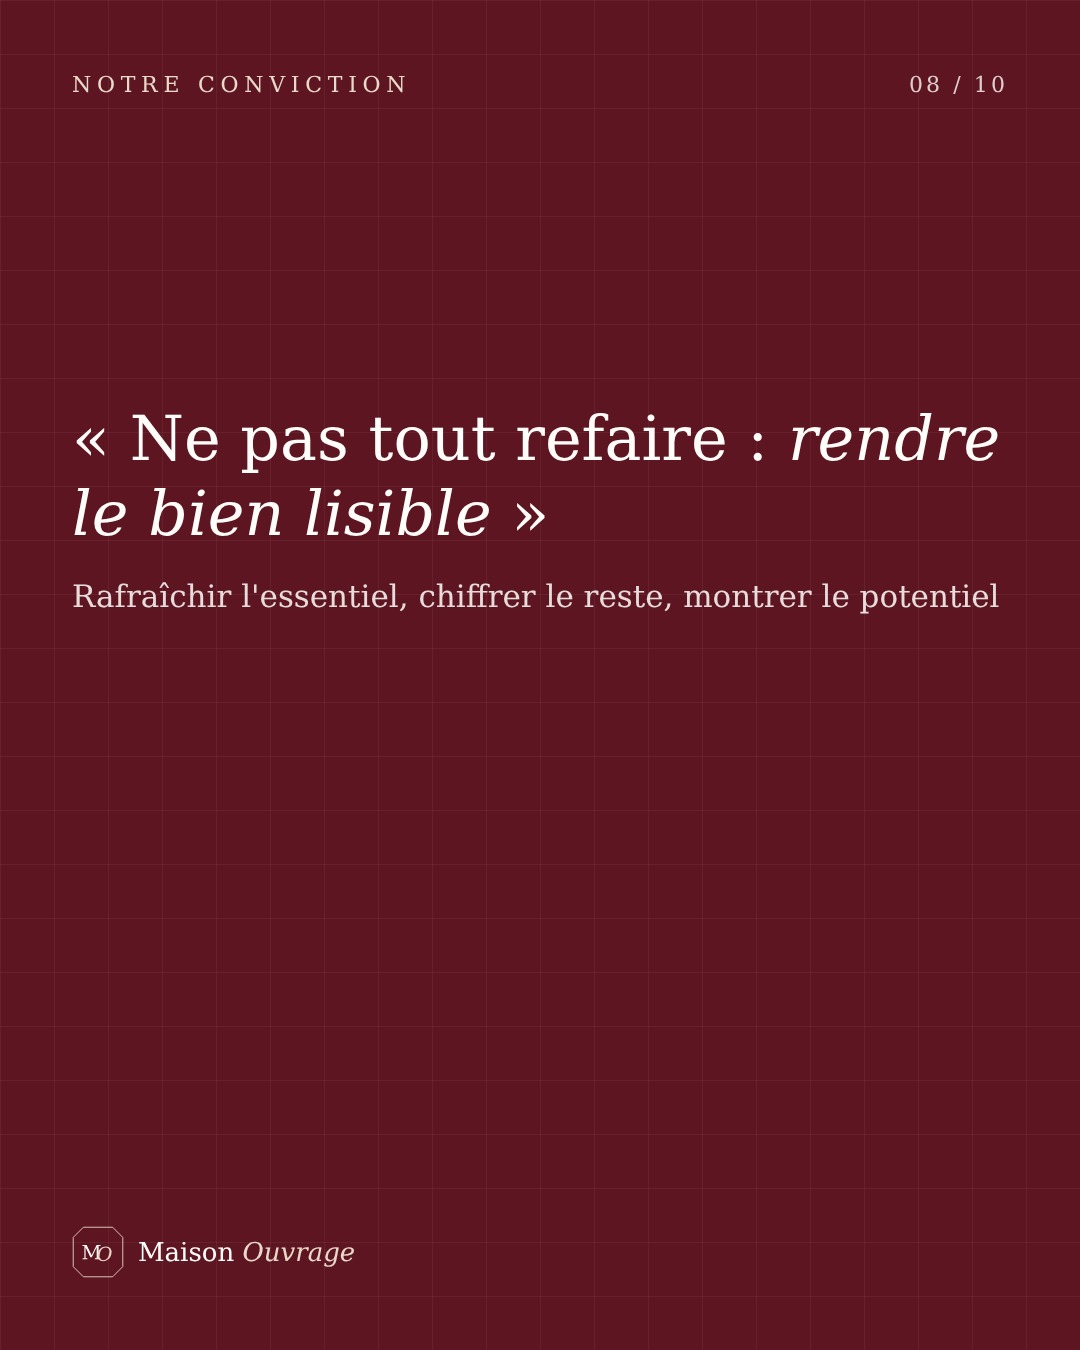 NOTRE CONVICTION
08 / 10
« Ne pas tout refaire : rendre
le bien lisible »
Rafraîchir l'essentiel, chiffrer le reste, montrer le potentiel
MO
Maison Ouvrage